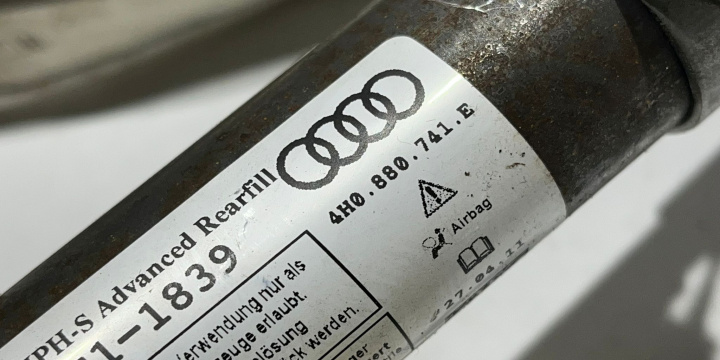 4H0.880.741.E
Airbag
27.04.11
PH-S Advanced Rearfill
1-1839
Verwendung nur als
zeuge erlaubt.
lösung
ck werden.